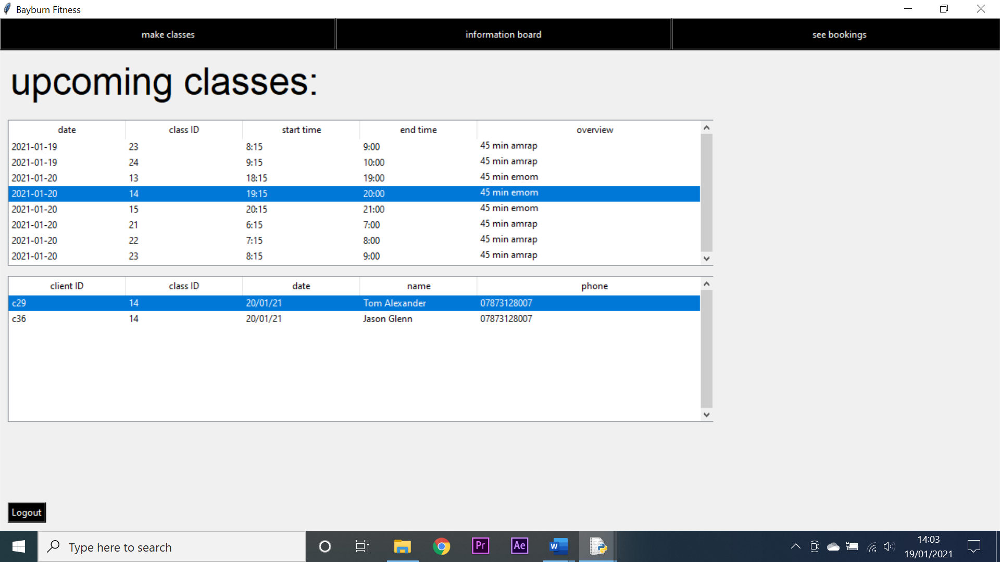 Bayburn Fitness
make classes information board see bookings
upcoming classes:
date class ID start time end time overview
2021-01-19 23 8:15 9:00 45 min amrap
2021-01-19 24 9:15 10:00 45 min amrap
2021-01-20 13 18:15 19:00 45 min emom
2021-01-20 14 19:15 20:00 45 min emom
2021-01-20 15 20:15 21:00 45 min emom
2021-01-20 21 6:15 7:00 45 min amrap
2021-01-20 22 7:15 8:00 45 min amrap
2021-01-20 23 8:15 9:00 45 min amrap
client ID class ID date name phone
c29 14 20/01/21 Tom Alexander 07873128007
c36 14 20/01/21 Jason Glenn 07873128007
Logout
Type here to search
Pr Ae W
14:03
19/01/2021